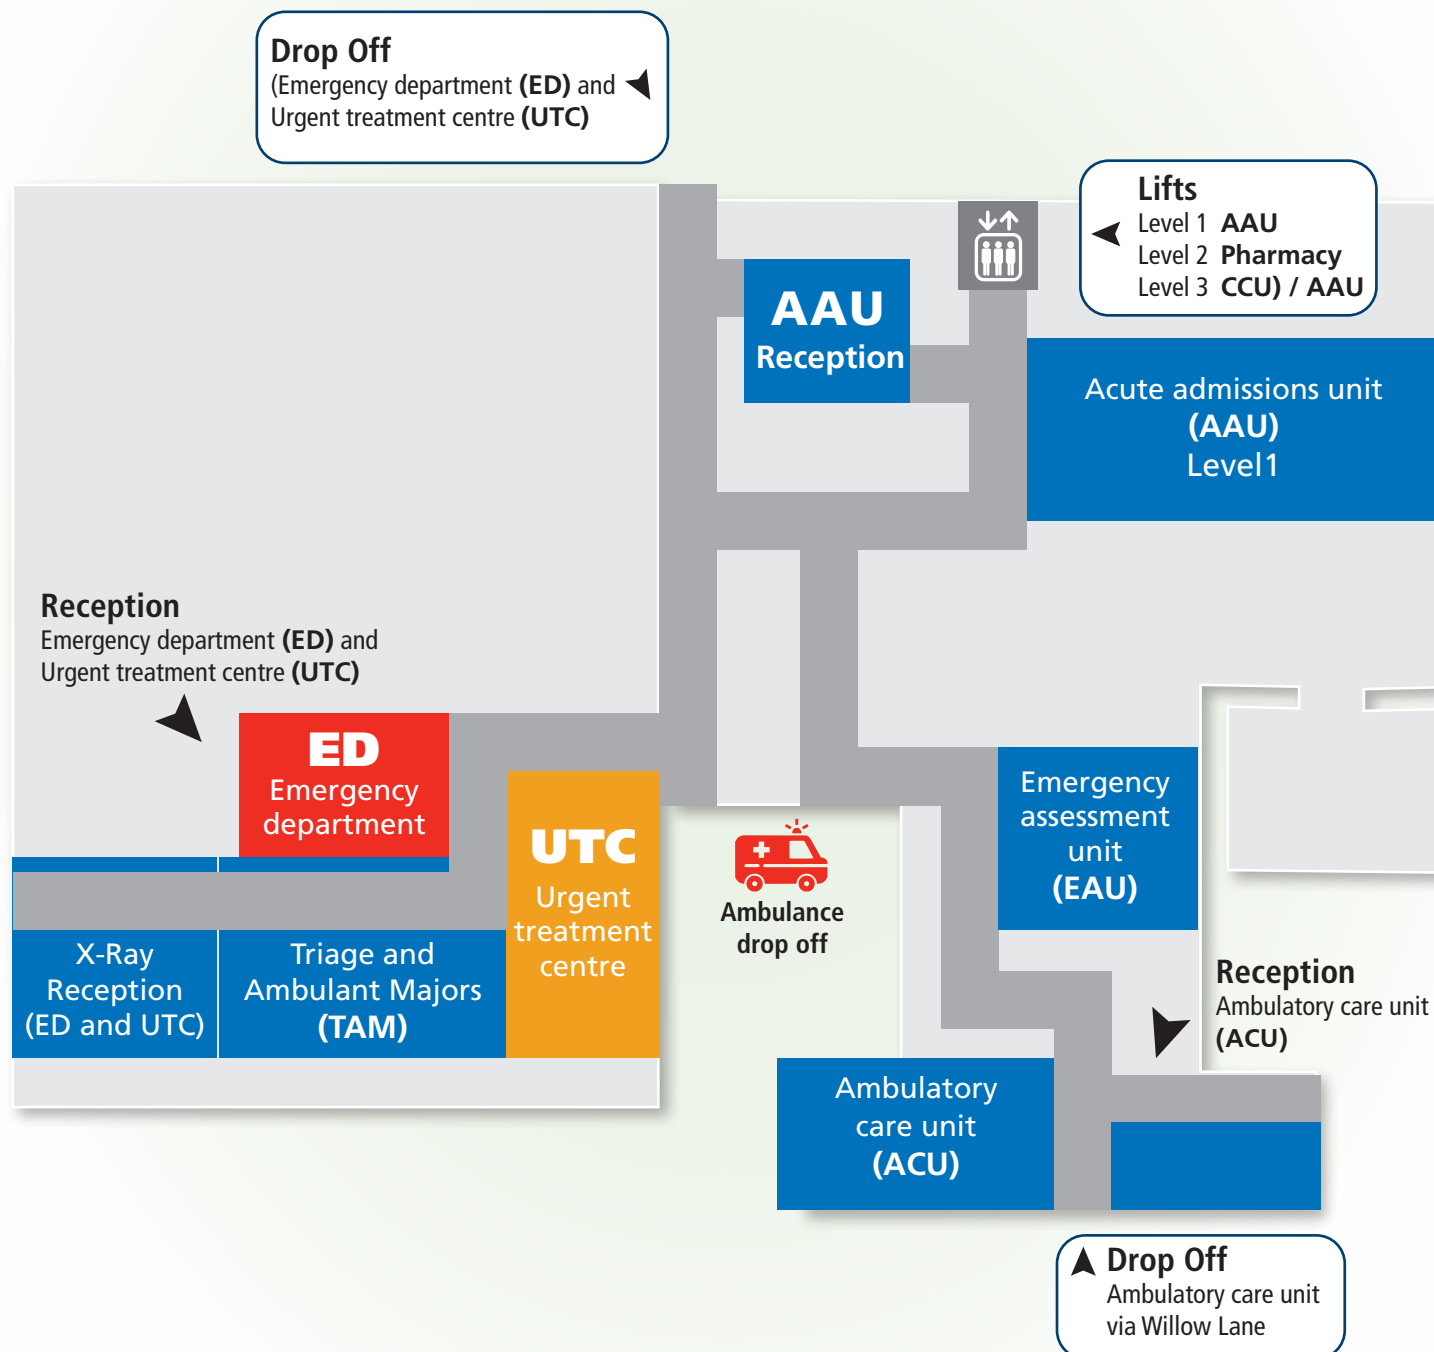 Drop Off
(Emergency department (ED) and
Urgent treatment centre (UTC)
Lifts
Level 1 AAU
Level 2 Pharmacy
Level 3 CCU) / AAU
AAU
Reception
Acute admissions unit
(AAU)
Level1
Reception
Emergency department (ED) and
Urgent treatment centre (UTC)
ED
Emergency
department
UTC
Urgent
treatment
centre
X-Ray
Reception
(ED and UTC)
Triage and
Ambulant Majors
(TAM)
Ambulance
drop off
Emergency
assessment
unit
(EAU)
Reception
Ambulatory care unit
(ACU)
Ambulatory
care unit
(ACU)
Drop Off
Ambulatory care unit
via Willow Lane